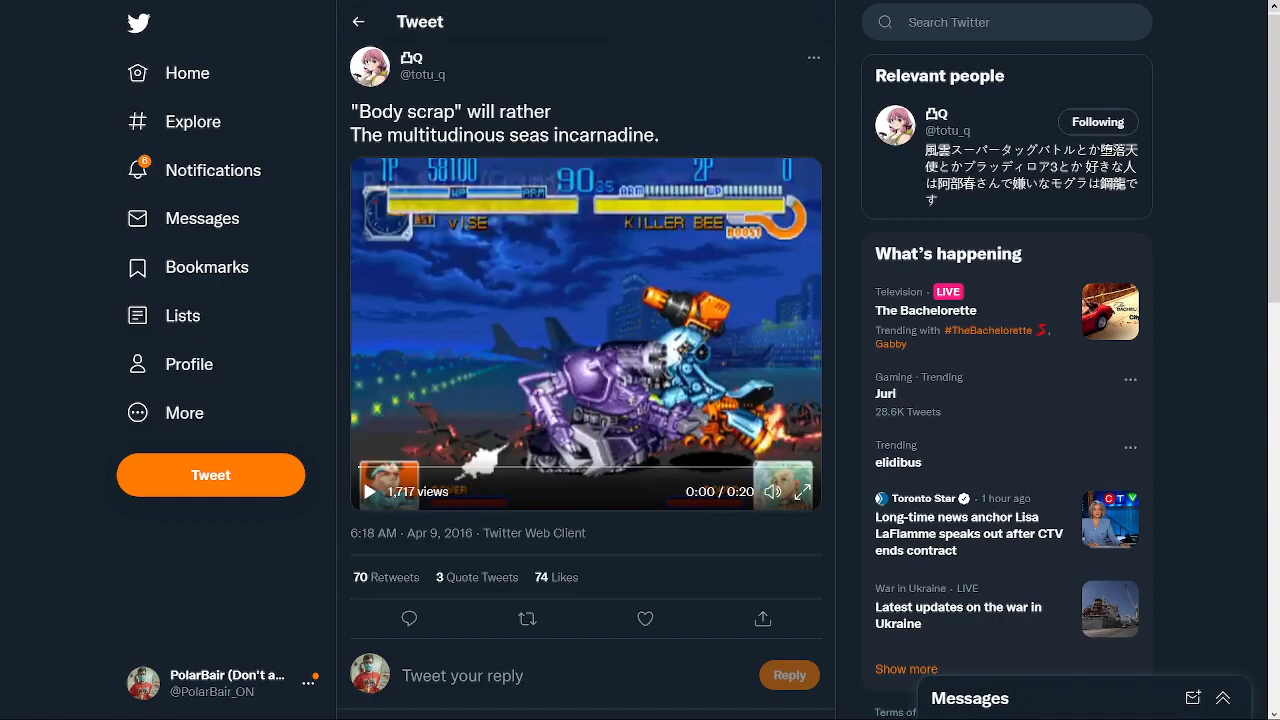 Home
Explore
6
Notifications
Messages
Bookmarks
Lists
Profile
More
Tweet
PolarBair (Don't a...
@PolarBair_ON
Tweet
凸Q
@totu_q
"Body scrap" will rather
The multitudinous seas incarnadine.
1P 58100 90 35 2P 0
WP ARM ARM WP
VISE KILLER BEE BOOST
1,717 views 0:00 / 0:20
6:18 AM · Apr 9, 2016 · Twitter Web Client
70 Retweets 3 Quote Tweets 74 Likes
Tweet your reply
Reply
Search Twitter
Relevant people
凸Q
@totu_q
Following
風雲スーパータッグバトルとか堕落天
使とかブラッディロア3とか好きな人
は阿部春さんで嫌いなモグラは鋼龍で
す
What's happening
Television · LIVE
The Bachelorette
Trending with #TheBachelorette,
Gabby
Gaming · Trending
Juri
28.6K Tweets
Trending
elidibus
Toronto Star · 1 hour ago
Long-time news anchor Lisa
LaFlamme speaks out after CTV
ends contract
CTV
War in Ukraine · LIVE
Latest updates on the war in
Ukraine
Show more
Terms of
Messages